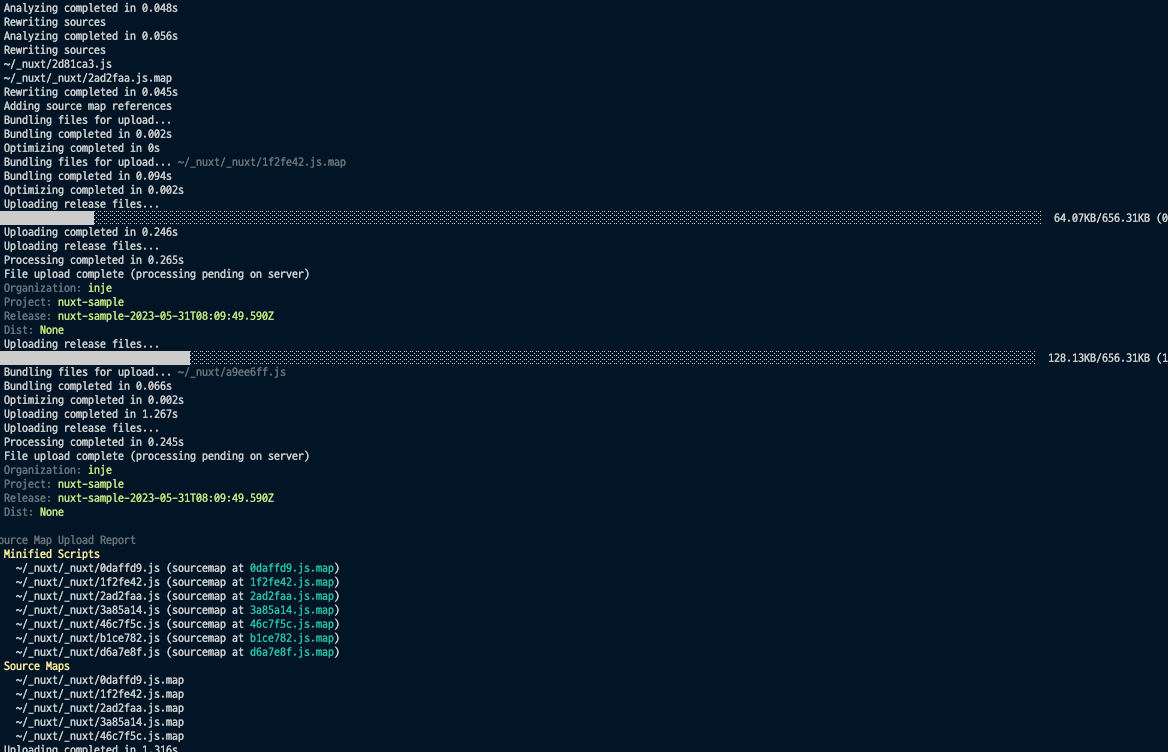 Analyzing completed in 0.048s
Rewriting sources
Analyzing completed in 0.056s
Rewriting sources
~/_nuxt/2d81ca3.js
~/_nuxt/_nuxt/2ad2faa.js.map
Rewriting completed in 0.045s
Adding source map references
Bundling files for upload...
Bundling completed in 0.002s
Optimizing completed in 0s
Bundling files for upload... ~/_nuxt/_nuxt/1f2fe42.js.map
Bundling completed in 0.094s
Optimizing completed in 0.002s
Uploading release files...
64.07KB/656.31KB (0
Uploading completed in 0.246s
Uploading release files...
Processing completed in 0.265s
File upload complete (processing pending on server)
Organization: inje
Project: nuxt-sample
Release: nuxt-sample-2023-05-31T08:09:49.590Z
Dist: None
Uploading release files...
128.13KB/656.31KB (1
Bundling files for upload... ~/_nuxt/a9ee6ff.js
Bundling completed in 0.066s
Optimizing completed in 0.002s
Uploading completed in 1.267s
Uploading release files...
Processing completed in 0.245s
File upload complete (processing pending on server)
Organization: inje
Project: nuxt-sample
Release: nuxt-sample-2023-05-31T08:09:49.590Z
Dist: None
ource Map Upload Report
Minified Scripts
~/_nuxt/_nuxt/0daffd9.js (sourcemap at 0daffd9.js.map)
~/_nuxt/_nuxt/1f2fe42.js (sourcemap at 1f2fe42.js.map)
~/_nuxt/_nuxt/2ad2faa.js (sourcemap at 2ad2faa.js.map)
~/_nuxt/_nuxt/3a85a14.js (sourcemap at 3a85a14.js.map)
~/_nuxt/_nuxt/46c7f5c.js (sourcemap at 46c7f5c.js.map)
~/_nuxt/_nuxt/b1ce782.js (sourcemap at b1ce782.js.map)
~/_nuxt/_nuxt/d6a7e8f.js (sourcemap at d6a7e8f.js.map)
Source Maps
~/_nuxt/_nuxt/0daffd9.js.map
~/_nuxt/_nuxt/1f2fe42.js.map
~/_nuxt/_nuxt/2ad2faa.js.map
~/_nuxt/_nuxt/3a85a14.js.map
~/_nuxt/_nuxt/46c7f5c.js.map
Uploading completed in 1.316s